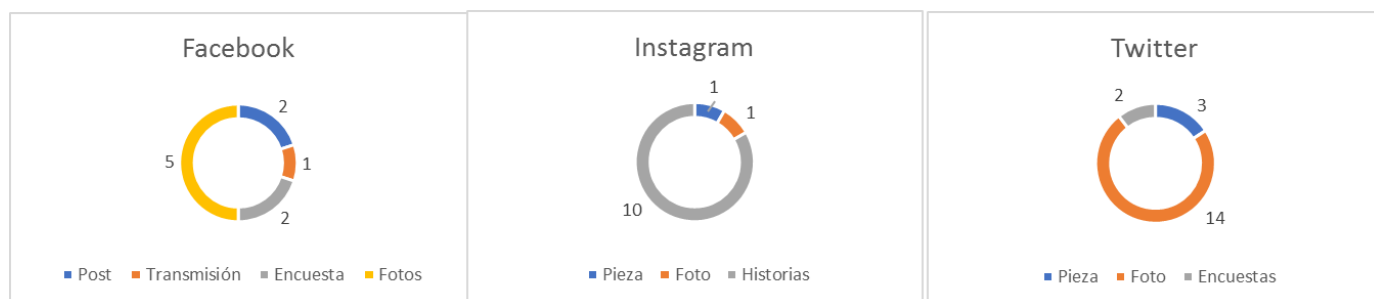 Facebook
2
1
2
5
Post Transmisión Encuesta Fotos
Instagram
1
1
10
Pieza Foto Historias
Twitter
2
3
14
Pieza Foto Encuestas